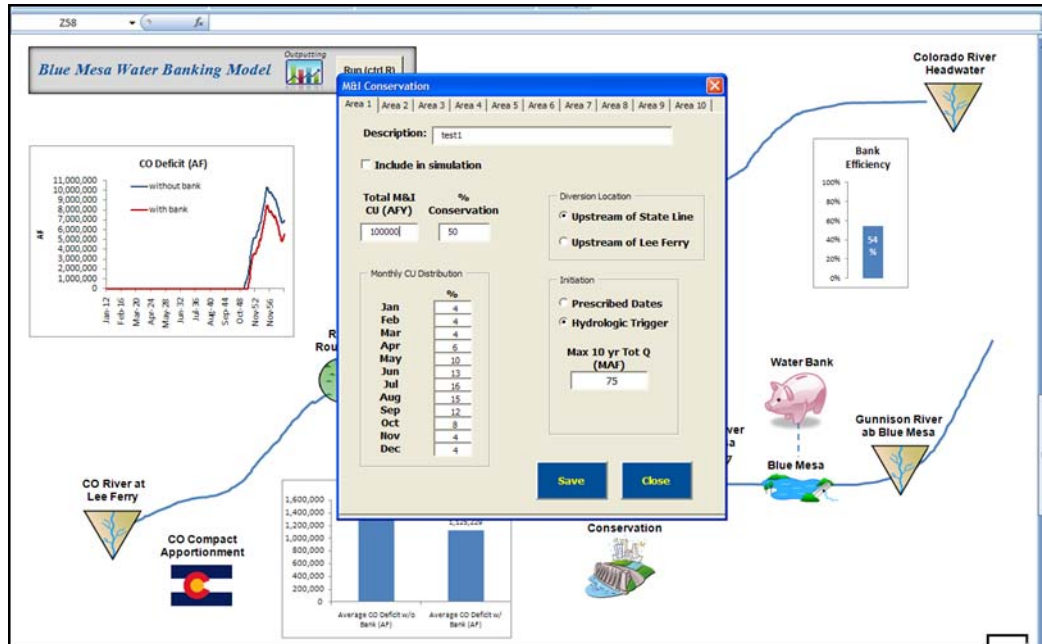 Z58
fx
Blue Mesa Water Banking Model
Outputting
Run (ctrl R)
M&I Conservation
Area 1 Area 2 Area 3 Area 4 Area 5 Area 6 Area 7 Area 8 Area 9 Area 10
Description: test1
Include in simulation
Total M&I CU (AFY)
% Conservation
100000 50
Diversion Location
Upstream of State Line
Upstream of Lee Ferry
Monthly CU Distribution
%
Jan 4
Feb 4
Mar 4
Apr 6
May 10
Jun 13
Jul 16
Aug 15
Sep 12
Oct 8
Nov 4
Dec 4
Initiation
Prescribed Dates
Hydrologic Trigger
Max 10 yr Tot Q
(MAF)
75
Save Close
CO Deficit (AF)
without bank
with bank
AF
11,000,000
10,000,000
9,000,000
8,000,000
7,000,000
6,000,000
5,000,000
4,000,000
3,000,000
2,000,000
1,000,000
0
Jan-12 Feb-16 Mar-20 Apr-24 May-28 Jun-32 Jul-36 Aug-40 Sep-44 Oct-48 Nov-52 Nov-56
Colorado River
Headwater
Bank
Efficiency
100%
80%
60%
40%
20%
0%
54
%
Water Bank
Blue Mesa
Gunnison River
ab Blue Mesa
CO River at
Lee Ferry
CO Compact
Apportionment
1,600,000
1,400,000
1,200,000
1,000,000
800,000
600,000
400,000
200,000
0
1,125,229
Average CO Deficit w/o
Bank (AF)
Average CO Deficit w/
Bank (AF)
Conservation